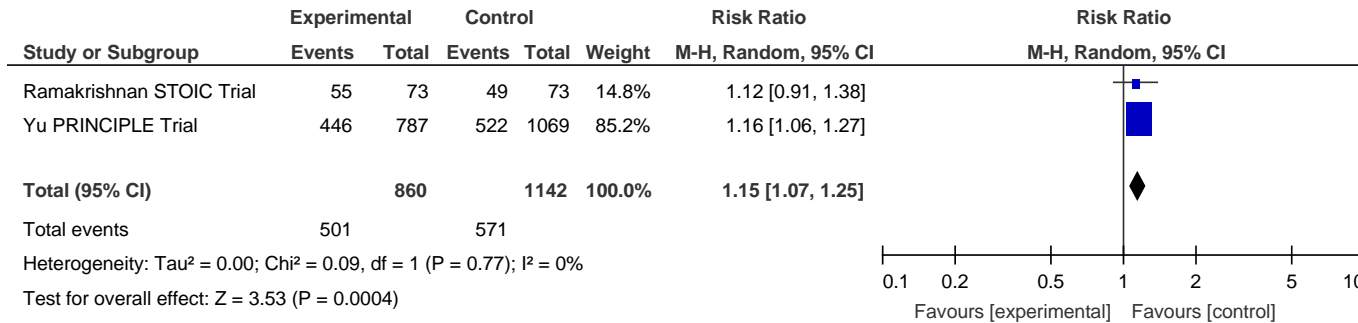 Experimental Control Risk Ratio Risk Ratio
Study or Subgroup Events Total Events Total Weight M-H, Random, 95% CI M-H, Random, 95% CI
Ramakrishnan STOIC Trial 55 73 49 73 14.8% 1.12 [0.91, 1.38]
Yu PRINCIPLE Trial 446 787 522 1069 85.2% 1.16 [1.06, 1.27]
Total (95% CI) 860 1142 100.0% 1.15 [1.07, 1.25]
Total events 501 571
Heterogeneity: Tau² = 0.00; Chi² = 0.09, df = 1 (P = 0.77); I² = 0%
Test for overall effect: Z = 3.53 (P = 0.0004)
0.1 0.2 0.5 1 2 5 10
Favours [experimental] Favours [control]